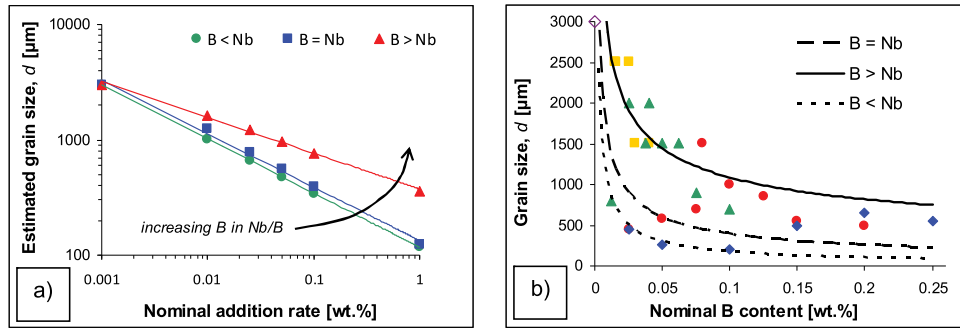 10000
1000
100
0.001
0.01
0.1
1
Estimated grain size, d [µm]
Nominal addition rate [wt.%]
B < Nb
B = Nb
B > Nb
increasing B in Nb/B
a)
3000
2500
2000
1500
1000
500
0
0
0.05
0.1
0.15
0.2
0.25
Grain size, d [µm]
Nominal B content [wt.%]
B = Nb
B > Nb
B < Nb
b)